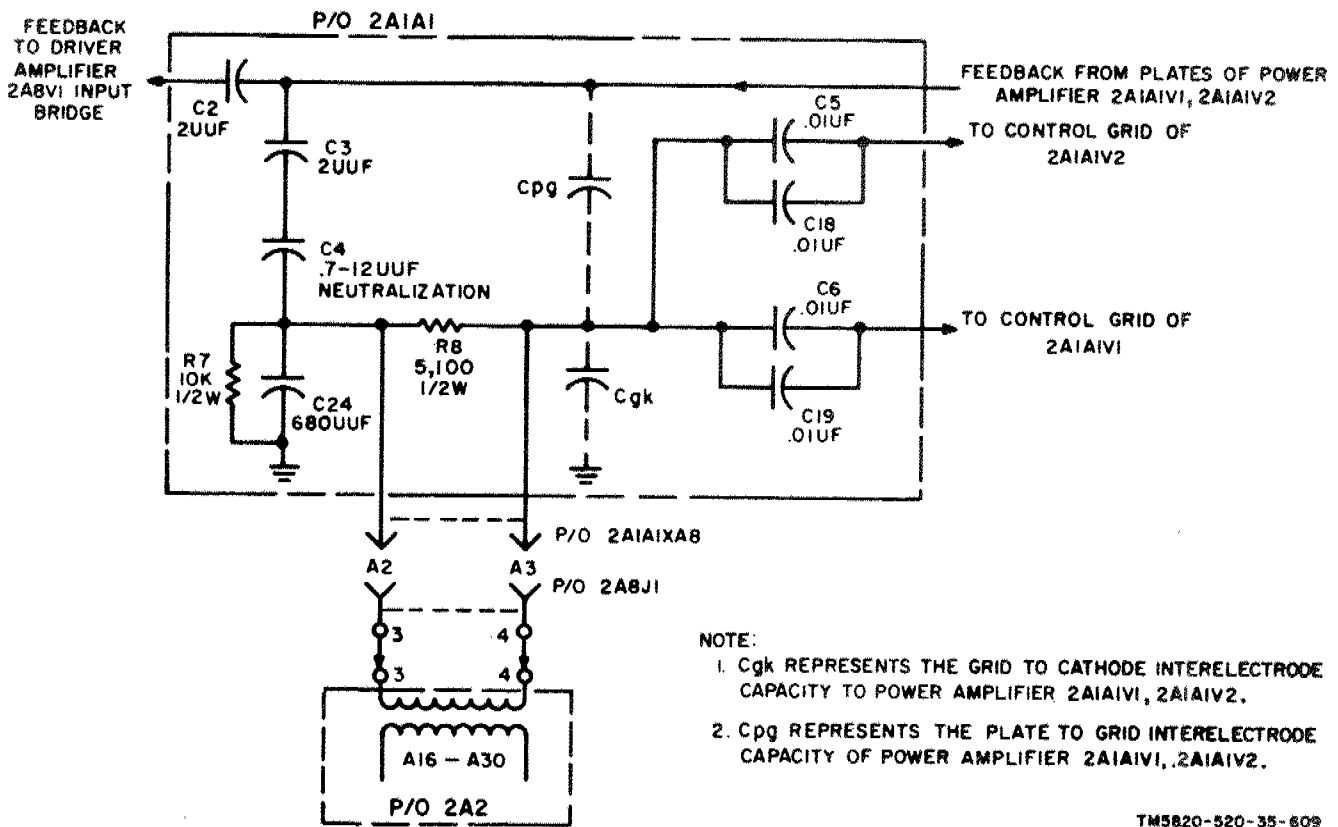 P/O 2A1A1
FEEDBACK
TO DRIVER
AMPLIFIER
2A8V1 INPUT
BRIDGE
C2
2UUF
FEEDBACK FROM PLATES OF POWER
AMPLIFIER 2A1A1V1, 2A1A1V2
C3
2UUF
Cpg
C5
.01UF
TO CONTROL GRID OF
2A1A1V2
C18
.01UF
C4
.7-12UUF
NEUTRALIZATION
C6
.01UF
TO CONTROL GRID OF
2A1A1V1
R7
10K
1/2W
C24
680UUF
R8
5,100
1/2W
Cgk
C19
.01UF
P/O 2A1A1XA8
A2
A3
P/O 2A8J1
3
4
3
4
A16 – A30
P/O 2A2
NOTE:
1. Cgk REPRESENTS THE GRID TO CATHODE INTERELECTRODE
CAPACITY TO POWER AMPLIFIER 2A1A1V1, 2A1A1V2.
2. Cpg REPRESENTS THE PLATE TO GRID INTERELECTRODE
CAPACITY OF POWER AMPLIFIER 2A1A1V1, .2A1A1V2.
TM5820-520-35-609